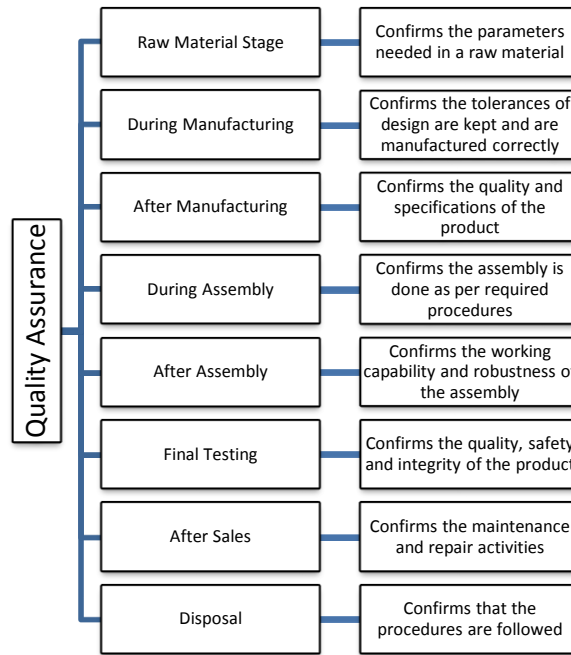 Quality Assurance
Raw Material Stage
Confirms the parameters
needed in a raw material
During Manufacturing
Confirms the tolerances of
design are kept and are
manufactured correctly
After Manufacturing
Confirms the quality and
specifications of the
product
During Assembly
Confirms the assembly is
done as per required
procedures
After Assembly
Confirms the working
capability and robustness of
the assembly
Final Testing
Confirms the quality, safety
and integrity of the product
After Sales
Confirms the maintenance
and repair activities
Disposal
Confirms that the
procedures are followed